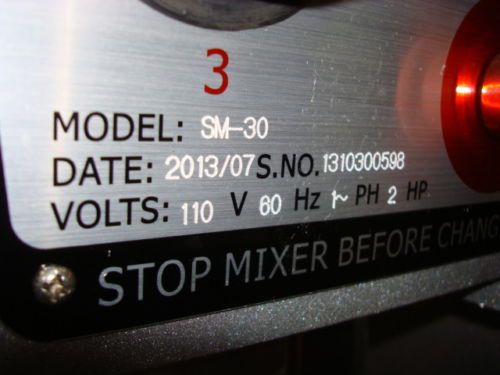 3
MODEL: SM-30
DATE: 2013/07 S.NO. 1310300598
VOLTS: 110 V 60 Hz 1~ PH 2 HP
STOP MIXER BEFORE CHANG